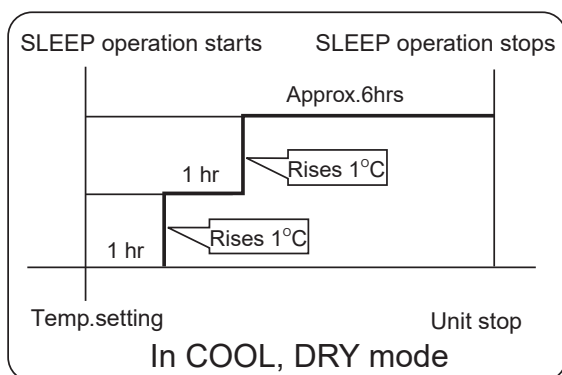 SLEEP operation starts SLEEP operation stops
Approx.6hrs
1 hr Rises 1°C
1 hr Rises 1°C
Temp.setting Unit stop
In COOL, DRY mode